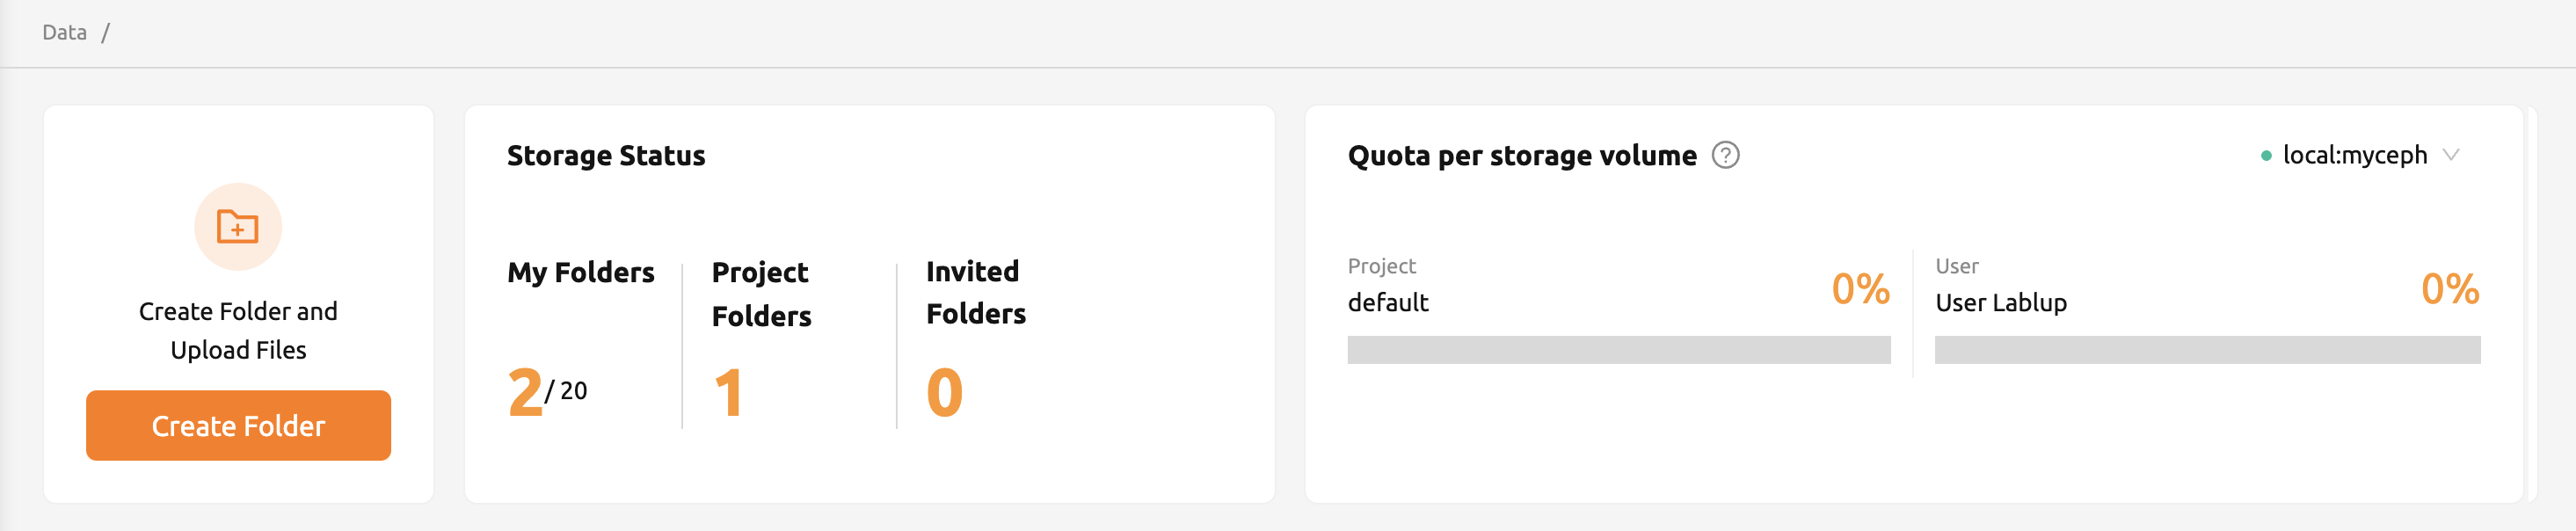 Data /
Create Folder and
Upload Files
Create Folder
Storage Status
My Folders
2 / 20
Project
Folders
1
Invited
Folders
0
Quota per storage volume ?
local:myceph
Project
default
0%
User
User Lablup
0%